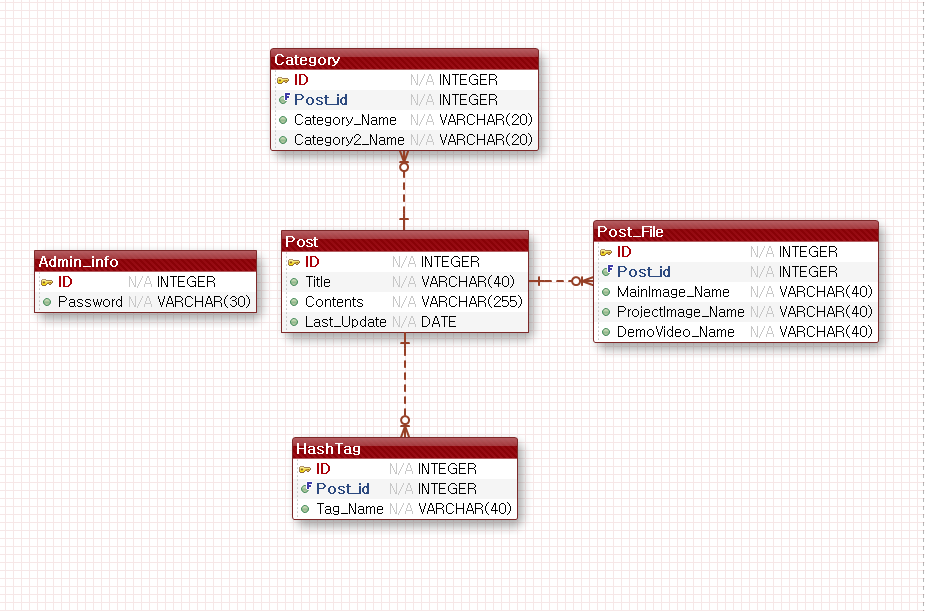 Category
ID N/A INTEGER
Post_id N/A INTEGER
Category_Name N/A VARCHAR(20)
Category2_Name N/A VARCHAR(20)
Admin_info
ID N/A INTEGER
Password N/A VARCHAR(30)
Post
ID N/A INTEGER
Title N/A VARCHAR(40)
Contents N/A VARCHAR(255)
Last_Update N/A DATE
Post_File
ID N/A INTEGER
Post_id N/A INTEGER
MainImage_Name N/A VARCHAR(40)
ProjectImage_Name N/A VARCHAR(40)
DemoVideo_Name N/A VARCHAR(40)
HashTag
ID N/A INTEGER
Post_id N/A INTEGER
Tag_Name N/A VARCHAR(40)